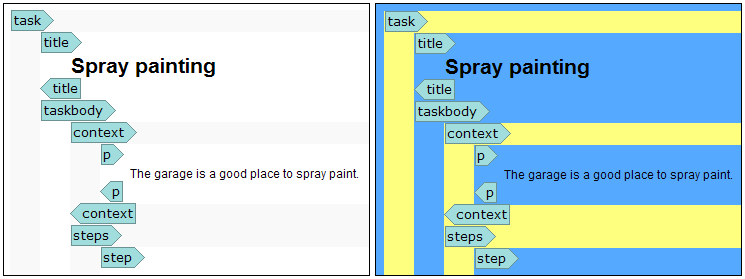 task
title
Spray painting
title
taskbody
context
p
The garage is a good place to spray paint.
p
context
steps
step
task
title
Spray painting
title
taskbody
context
p
The garage is a good place to spray paint.
p
context
steps
step